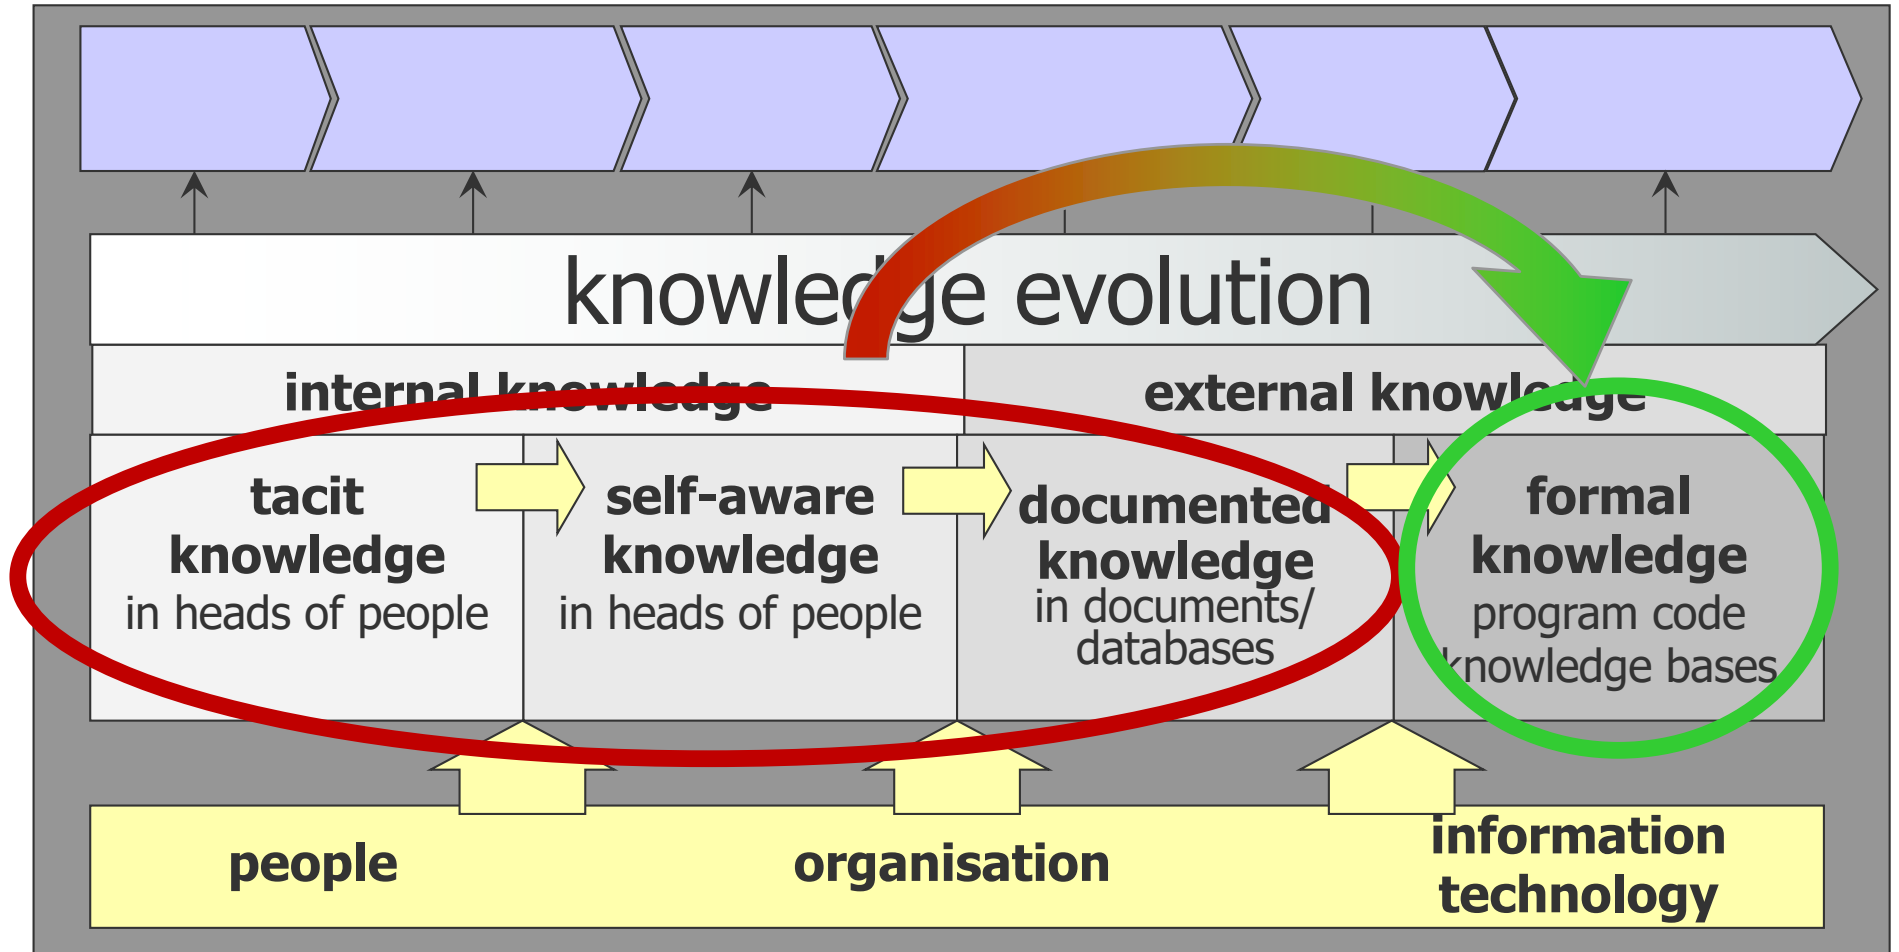 knowledge evolution
internal knowledge
external knowledge
tacit
knowledge
in heads of people
self-aware
knowledge
in heads of people
documented
knowledge
in documents/
databases
formal
knowledge
program code
knowledge bases
people
organisation
information
technology